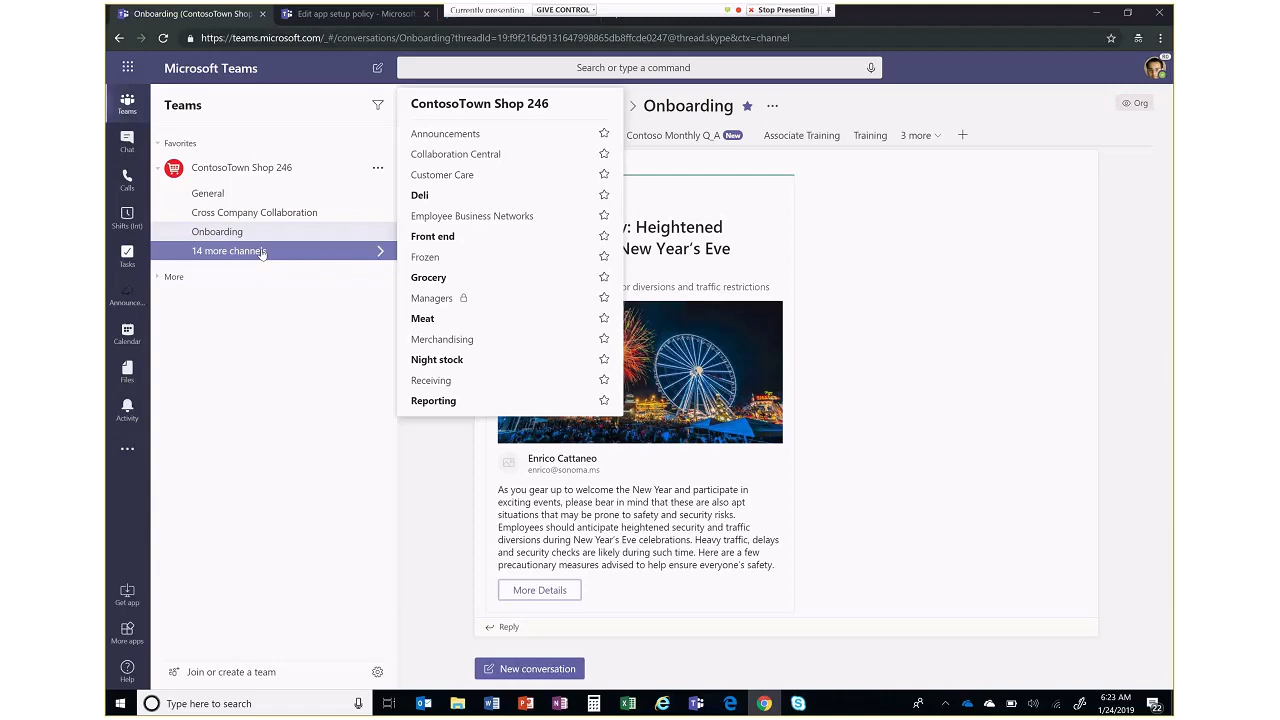 Onboarding (ContosoTown Shop
Edit app setup policy - Microsof
Currently presenting
GIVE CONTROL
Stop Presenting
https://teams.microsoft.com/_#/conversations/Onboarding?threadId=19:f9f216d9131647998865db8ffcde0247@thread.skype&ctx=channel
Microsoft Teams
Search or type a command
Teams
Chat
Calls
Shifts (Int)
Tasks
Announce...
Calendar
Files
Activity
Get app
More apps
Help
Teams
Favorites
ContosoTown Shop 246
General
Cross Company Collaboration
Onboarding
14 more channels
More
Join or create a team
ContosoTown Shop 246
Announcements
Collaboration Central
Customer Care
Deli
Employee Business Networks
Front end
Frozen
Grocery
Managers
Meat
Merchandising
Night stock
Receiving
Reporting
Onboarding
Org
Contoso Monthly Q_A New
Associate Training
Training
3 more
y: Heightened
New Year's Eve
or diversions and traffic restrictions
Enrico Cattaneo
enrico@sonoma.ms
As you gear up to welcome the New Year and participate in
exciting events, please bear in mind that these are also apt
situations that may be prone to safety and security risks.
Employees should anticipate heightened security and traffic
diversions during New Year's Eve celebrations. Heavy traffic, delays
and security checks are likely during such time. Here are a few
precautionary measures advised to help ensure everyone's safety.
More Details
Reply
New conversation
Type here to search
6:23 AM
1/24/2019
22